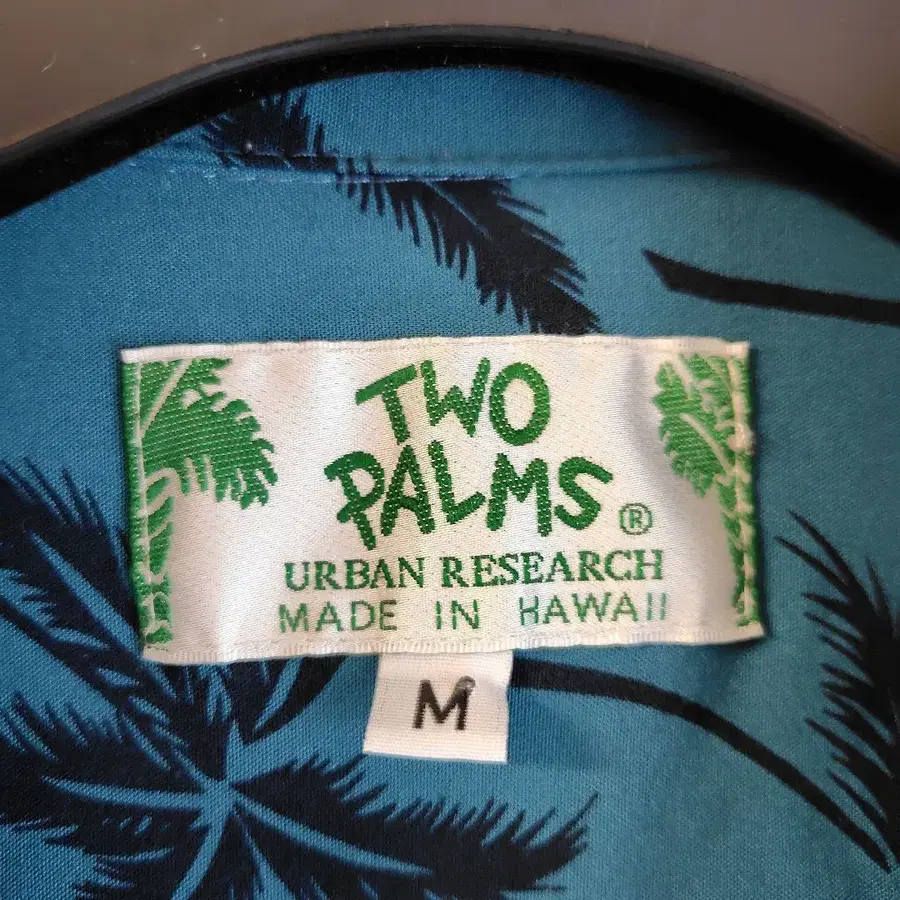 TWO
PALMS ®
URBAN RESEARCH
MADE IN HAWAII
M